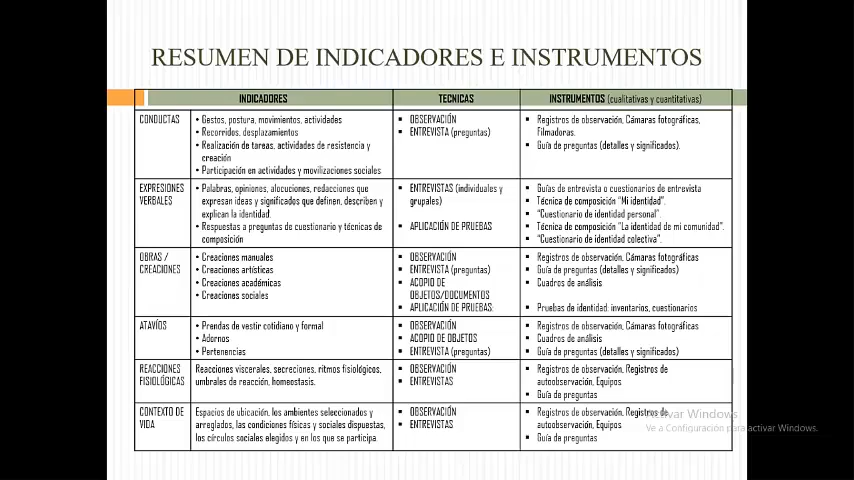 RESUMEN DE INDICADORES E INSTRUMENTOS
INDICADORES
TECNICAS
INSTRUMENTOS (cualitativas y cuantitativas)
CONDUCTAS
• Gestos, postura, movimientos, actividades
• Recorridos, desplazamientos
• Realización de tareas, actividades de resistencia y
creación
• Participación en actividades y movilizaciones sociales
▪ OBSERVACIÓN
▪ ENTREVISTA (preguntas)
▪ Registros de observación, Cámaras fotográficas,
Filmadoras.
▪ Guía de preguntas (detalles y significados).
EXPRESIONES
VERBALES
• Palabras, opiniones, alocuciones, redacciones que
expresan ideas y significados que definen, describen y
explican la identidad.
• Respuestas a preguntas de cuestionario y técnicas de
composición
▪ ENTREVISTAS (individuales y
grupales)
▪ APLICACIÓN DE PRUEBAS
▪ Guías de entrevista o cuestionarios de entrevista
▪ Técnica de composición "Mi identidad".
▪ "Cuestionario de identidad personal".
▪ Técnica de composición "La identidad de mi comunidad".
▪ "Cuestionario de identidad colectiva".
OBRAS /
CREACIONES
• Creaciones manuales
• Creaciones artísticas
• Creaciones académicas
• Creaciones sociales
▪ OBSERVACIÓN
▪ ENTREVISTA (preguntas)
▪ ACOPIO DE
OBJETOS/DOCUMENTOS
▪ APLICACIÓN DE PRUEBAS:
▪ Registros de observación, Cámaras fotográficas
▪ Guía de preguntas (detalles y significados)
▪ Cuadros de análisis
▪ Pruebas de identidad: inventarios, cuestionarios
ATAVÍOS
• Prendas de vestir cotidiano y formal
• Adornos
• Pertenencias
▪ OBSERVACIÓN
▪ ACOPIO DE OBJETOS
▪ ENTREVISTA (preguntas)
▪ Registros de observación, Cámaras fotográficas
▪ Cuadros de análisis
▪ Guía de preguntas (detalles y significados)
REACCIONES
FISIOLÓGICAS
Reacciones viscerales, secreciones, ritmos fisiológicos,
umbrales de reacción, homeostasis.
▪ OBSERVACIÓN
▪ ENTREVISTAS
▪ Registros de observación, Registros de
autoobservación, Equipos
▪ Guía de preguntas
CONTEXTO DE
VIDA
Espacios de ubicación, los ambientes seleccionados y
arreglados, las condiciones físicas y sociales dispuestas,
los círculos sociales elegidos y en los que se participa.
▪ OBSERVACIÓN
▪ ENTREVISTAS
▪ Registros de observación, Registros de
autoobservación, Equipos
▪ Guía de preguntas
Activar Windows
Ve a Configuración para activar Windows.